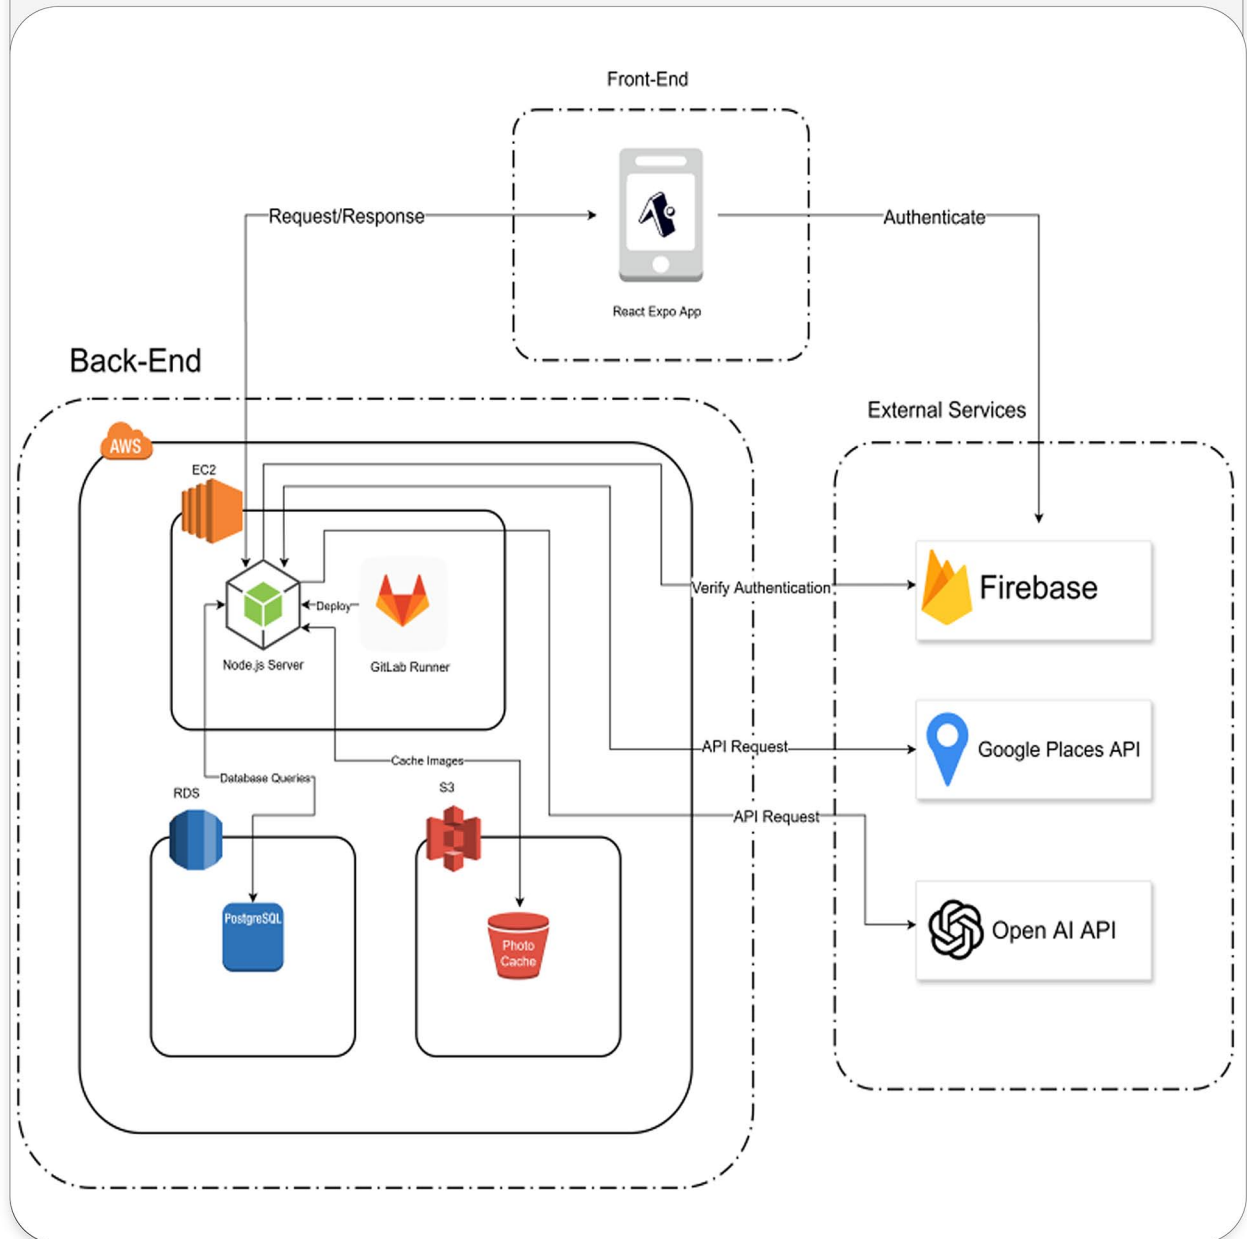 Front-End
Request/Response
Authenticate
React Expo App
Back-End
External Services
AWS
EC2
Verify Authentication
Firebase
Deploy
Node.js Server
GitLab Runner
API Request
Google Places API
Cache Images
Database Queries
S3
RDS
API Request
PostgreSQL
Photo
Cache
Open AI API